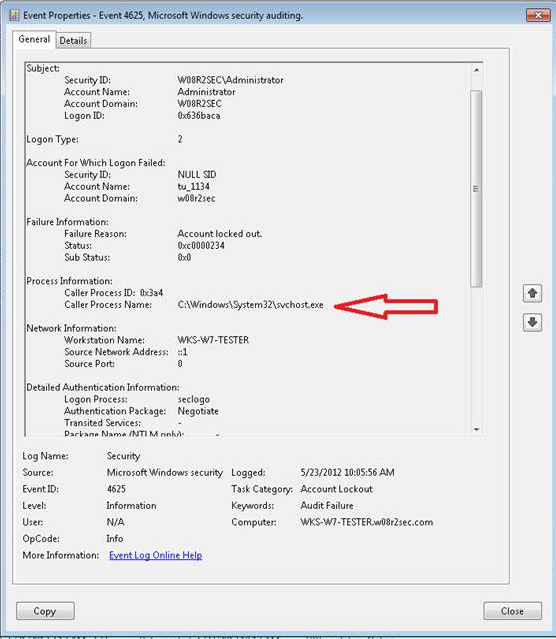 Event Properties - Event 4625, Microsoft Windows security auditing.
General Details
Subject:
Security ID: W08R2SEC\Administrator
Account Name: Administrator
Account Domain: W08R2SEC
Logon ID: 0x636baca
Logon Type: 2
Account For Which Logon Failed:
Security ID: NULL SID
Account Name: tu_1134
Account Domain: w08r2sec
Failure Information:
Failure Reason: Account locked out.
Status: 0xc0000234
Sub Status: 0x0
Process Information:
Caller Process ID: 0x3a4
Caller Process Name: C:\Windows\System32\svchost.exe
Network Information:
Workstation Name: WKS-W7-TESTER
Source Network Address: ::1
Source Port: 0
Detailed Authentication Information:
Logon Process: seclogo
Authentication Package: Negotiate
Transited Services: -
Package Name (NTLM only): -
Log Name: Security
Source: Microsoft Windows security Logged: 5/23/2012 10:05:56 AM
Event ID: 4625 Task Category: Account Lockout
Level: Information Keywords: Audit Failure
User: N/A Computer: WKS-W7-TESTER.w08r2sec.com
OpCode: Info
More Information: Event Log Online Help
Copy Close